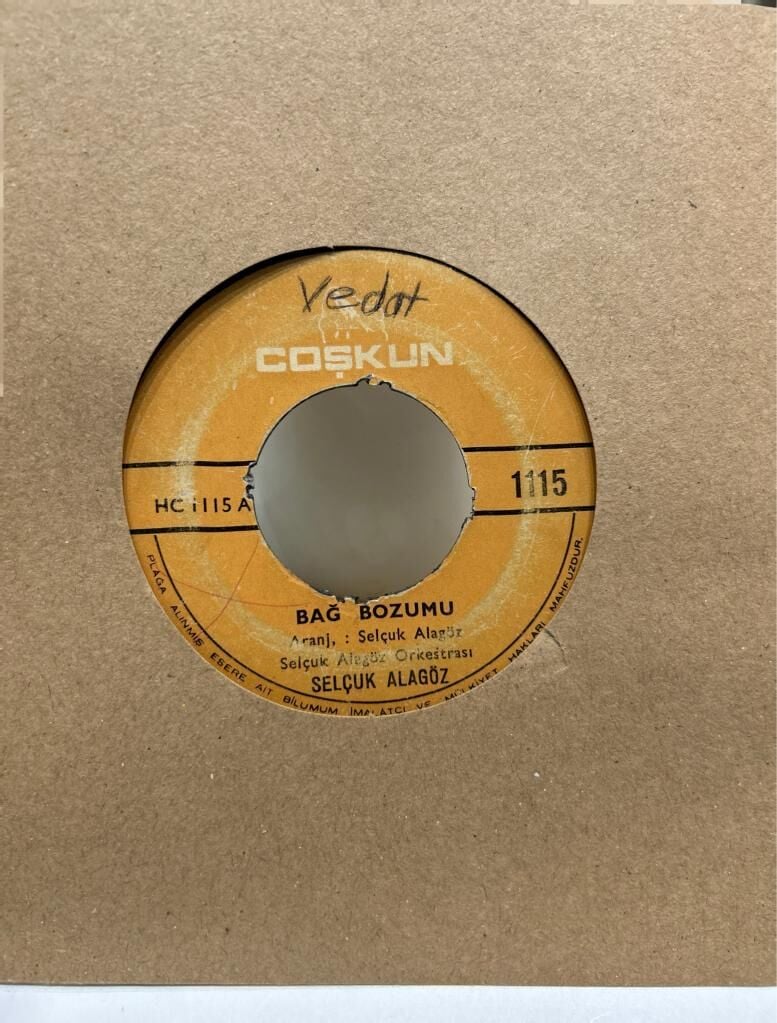 Vedat
COŞKUN
HC 1115 A
1115
BAĞ BOZUMU
Aranj, : Selçuk Alagöz
Selçuk Alagöz Orkestrası
SELÇUK ALAGÖZ
PLÂĞA ALINMIŞ ESERE AİT BİLUMUM İMALATÇI VE MÜLKİYET HAKLARI MAHFUZDUR.